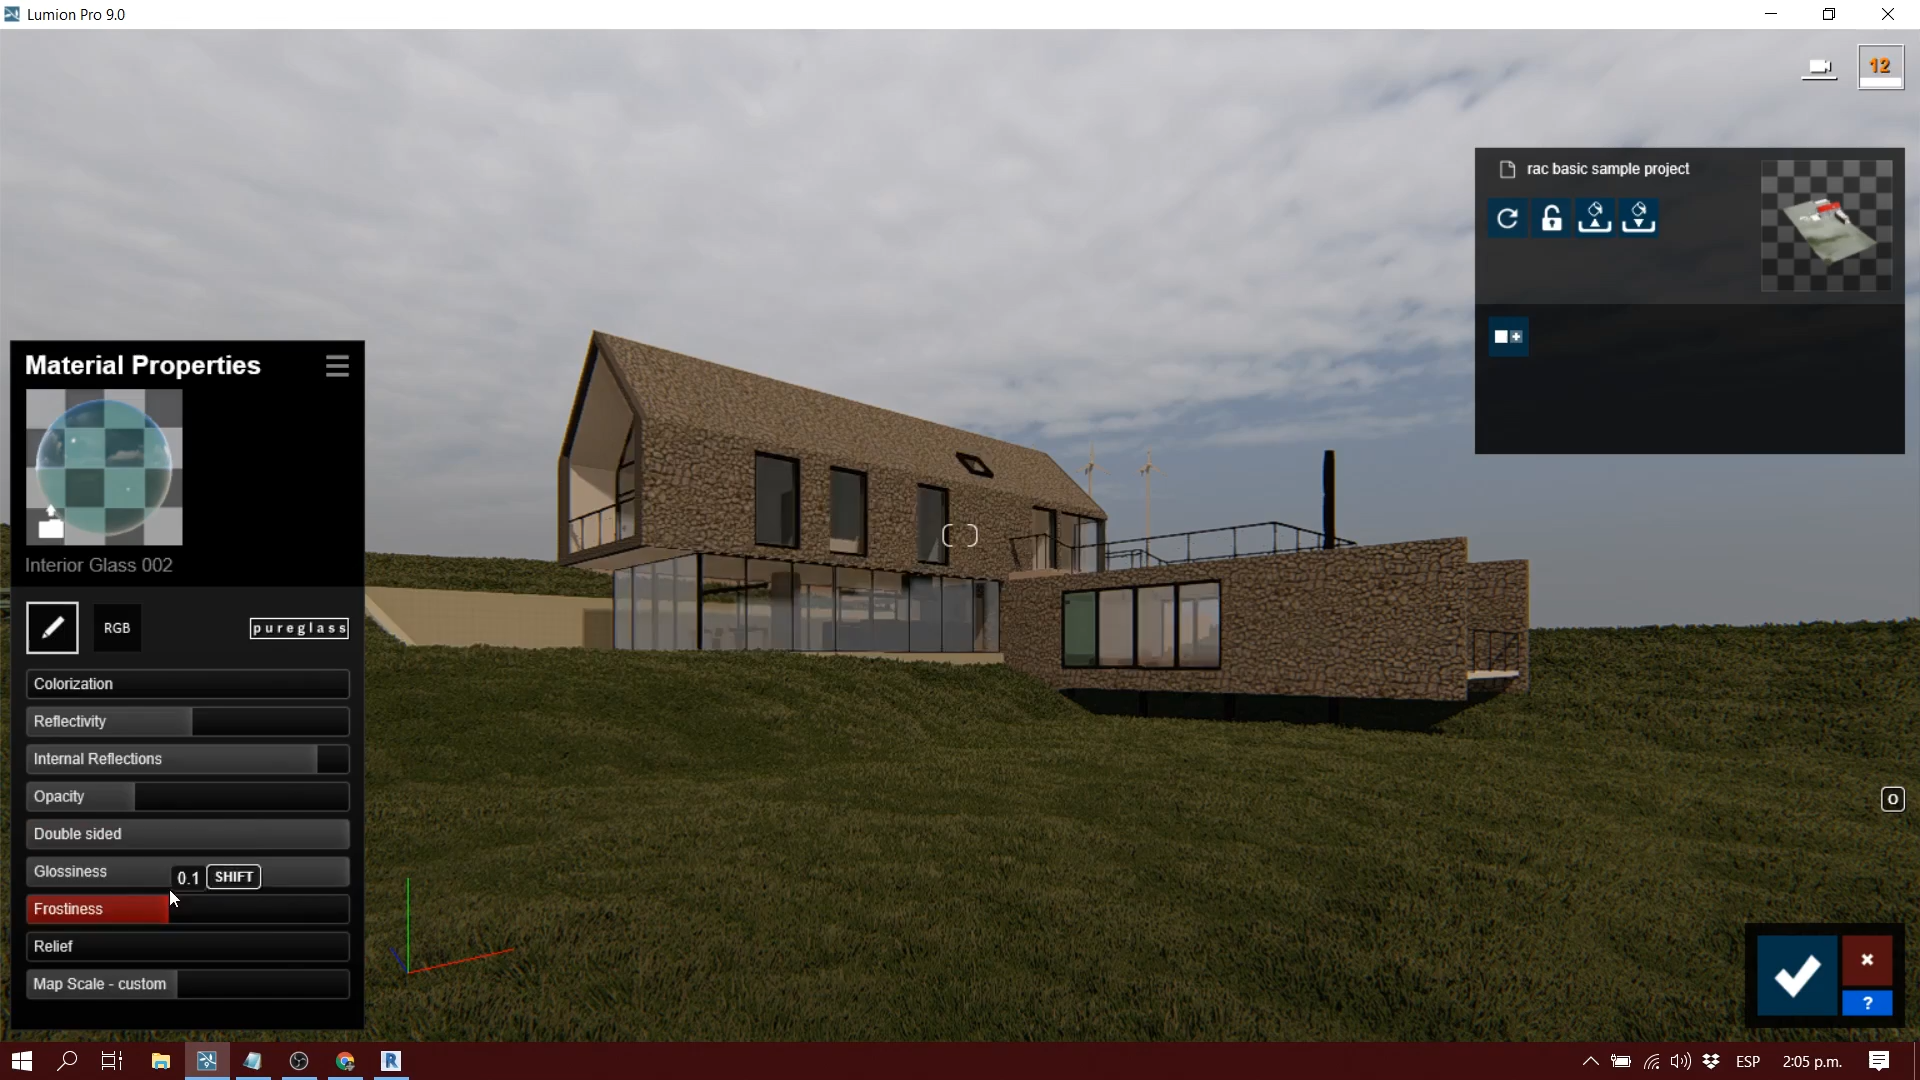 Lumion Pro 9.0
12
rac basic sample project
Material Properties
Interior Glass 002
RGB
pureglass
Colorization
Reflectivity
Internal Reflections
Opacity
Double sided
Glossiness
0.1 SHIFT
Frostiness
Relief
Map Scale - custom
O
?
ESP
2:05 p.m.